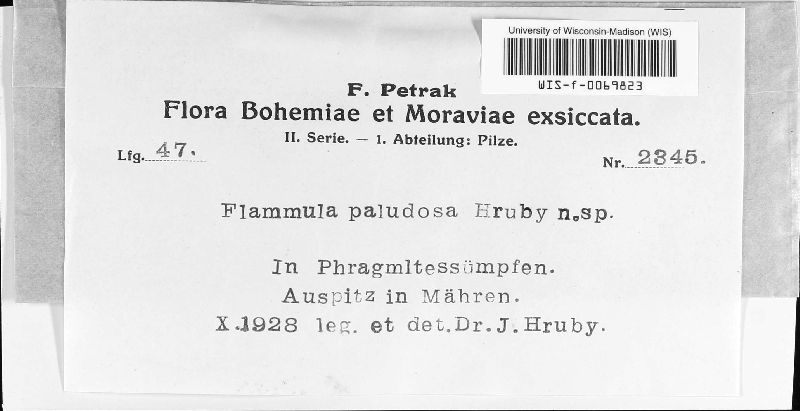 University of Wisconsin-Madison (WIS)
WIS-f-0069823
F. Petrak
Flora Bohemiae et Moraviae exsiccata.
II. Serie. — 1. Abteilung: Pilze.
Lfg. 47.
Nr. 2345.
Flammula paludosa Hruby n.sp.
In Phragmltessümpfen.
Auspitz in Mähren.
X.1928 leg. et det.Dr.J.Hruby.